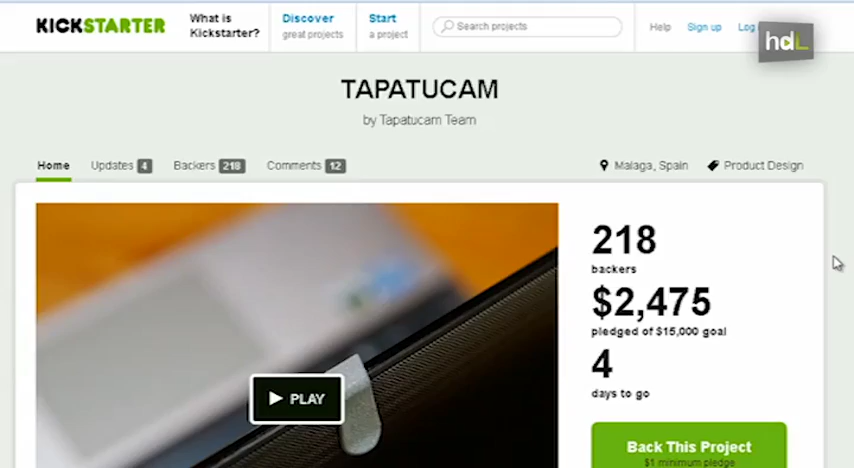 KICKSTARTER
What is
Kickstarter?
Discover
great projects
Start
a project
Search projects
Help
Sign up
Log
hdL
TAPATUCAM
by Tapatucam Team
Home
Updates 4
Backers 218
Comments 12
Malaga, Spain
Product Design
218
backers
$2,475
pledged of $15,000 goal
4
days to go
PLAY
Back This Project
$1 minimum pledge